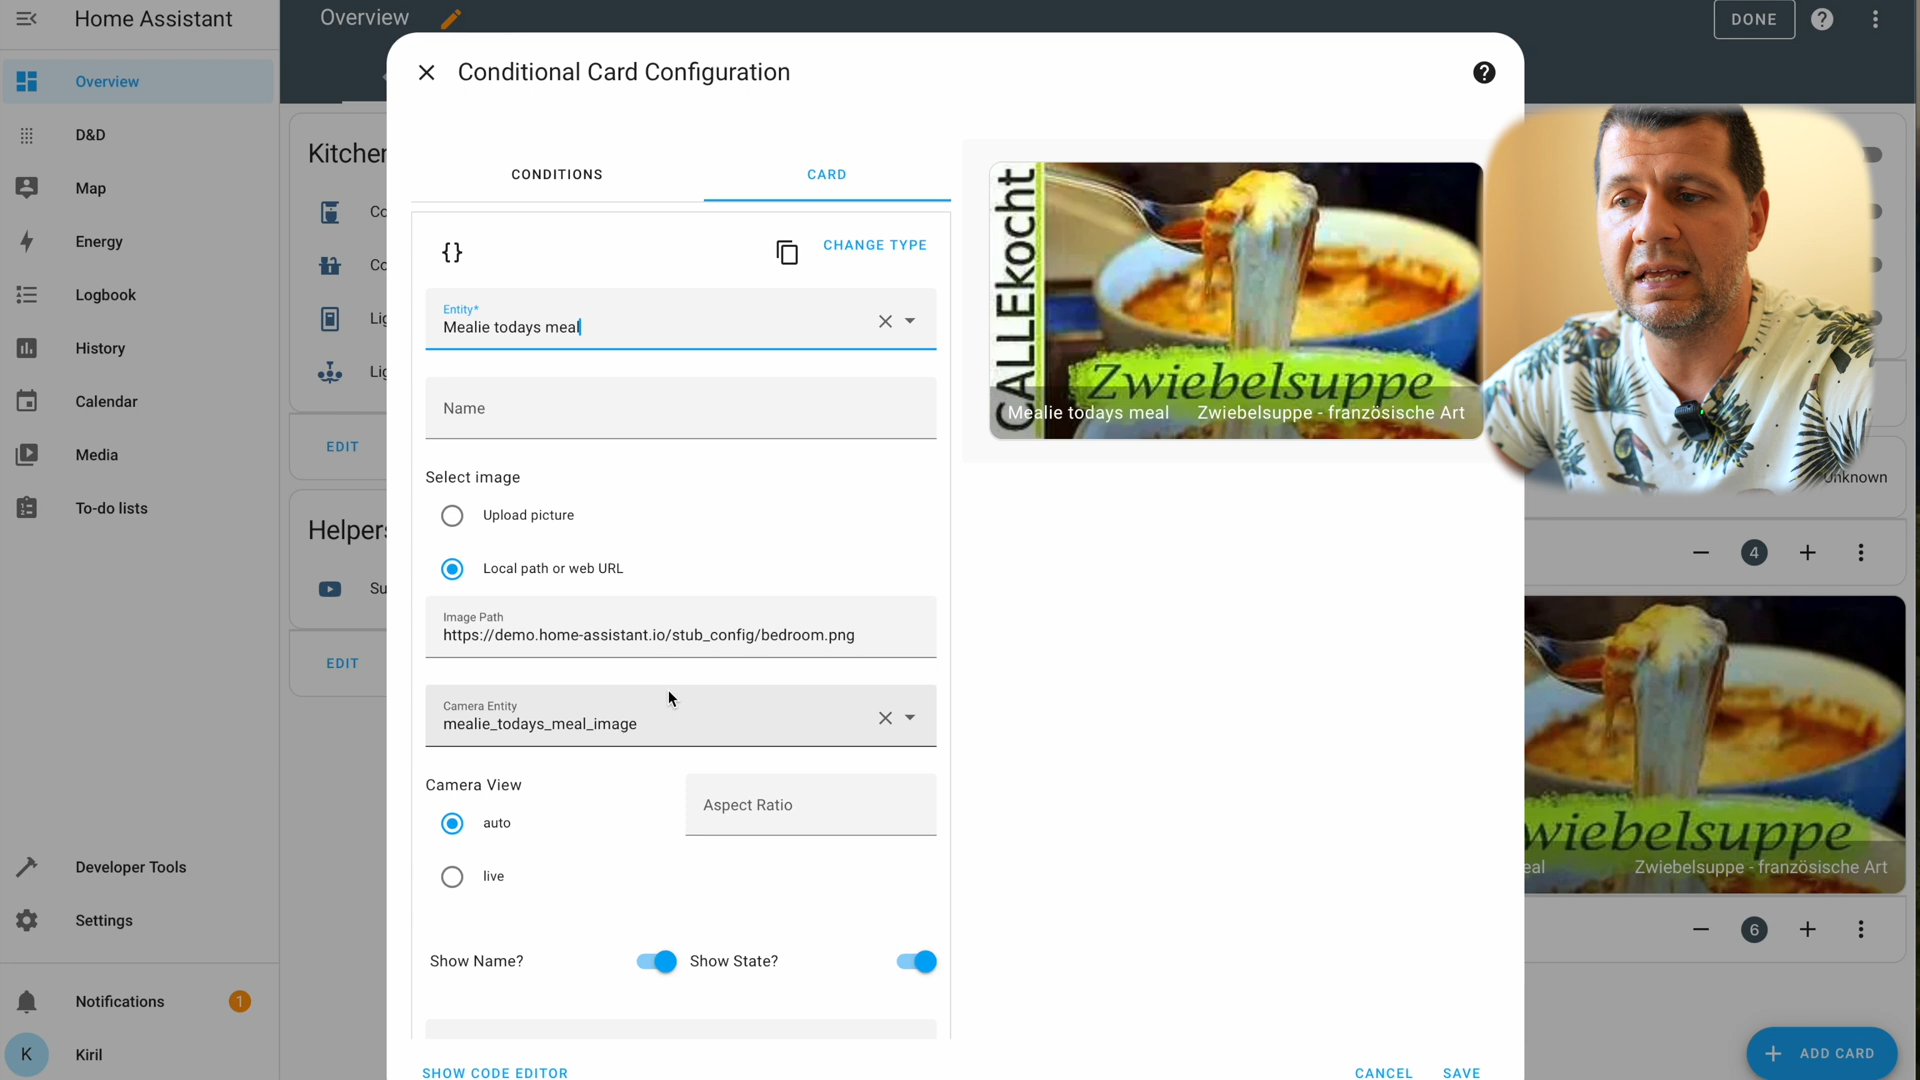 Home Assistant
Overview
DONE
Conditional Card Configuration
Overview
D&D
Map
Energy
Logbook
History
Calendar
Media
To-do lists
Developer Tools
Settings
Notifications
1
K
Kiril
Kitchen
EDIT
Helpers
EDIT
CONDITIONS
CARD
{}
CHANGE TYPE
Entity*
Mealie todays meal
Name
Select image
Upload picture
Local path or web URL
Image Path
https://demo.home-assistant.io/stub_config/bedroom.png
Camera Entity
mealie_todays_meal_image
Camera View
Aspect Ratio
auto
live
Show Name?
Show State?
SHOW CODE EDITOR
CANCEL
SAVE
CALLEkocht
Zwiebelsuppe
Mealie todays meal
Zwiebelsuppe - französische Art
Unknown
4
wiebelsuppe
eal
Zwiebelsuppe - französische Art
6
ADD CARD